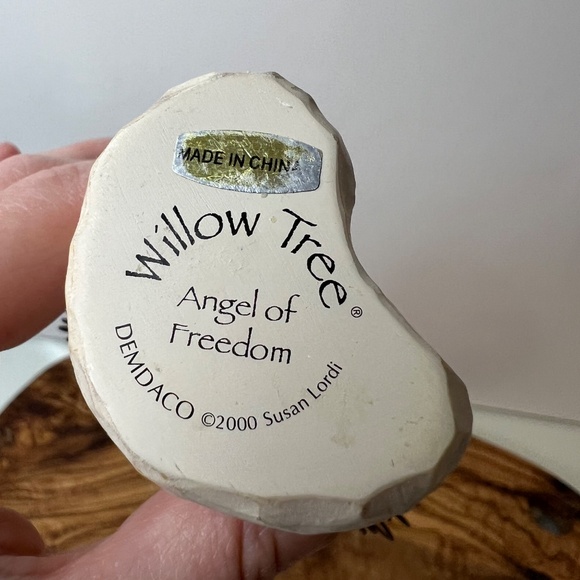 MADE IN CHINA
Willow Tree®
Angel of
Freedom
DEMDACO ©2000 Susan Lordi